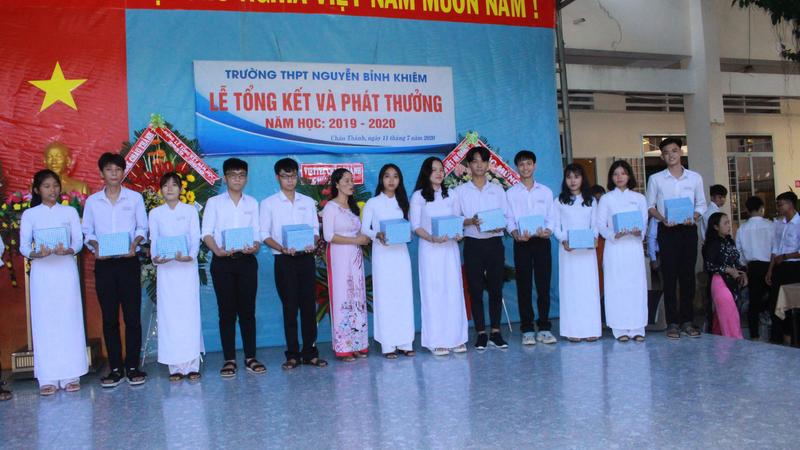 NGHĨA VIỆT NAM MUÔN NĂM !
TRƯỜNG THPT NGUYỄN BỈNH KHIÊM
LỄ TỔNG KẾT VÀ PHÁT THƯỞNG
NĂM HỌC: 2019 - 2020
Châu Thành, ngày 11 tháng 7 năm 2020